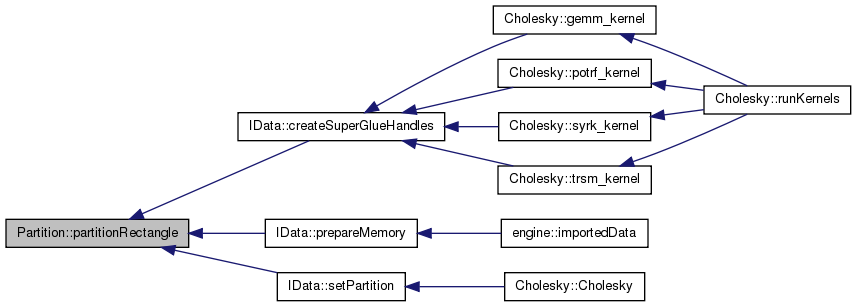 Cholesky::gemm_kernel
Cholesky::potrf_kernel
Cholesky::runKernels
IData::createSuperGlueHandles
Cholesky::syrk_kernel
Cholesky::trsm_kernel
Partition::partitionRectangle
IData::prepareMemory
engine::importedData
IData::setPartition
Cholesky::Cholesky